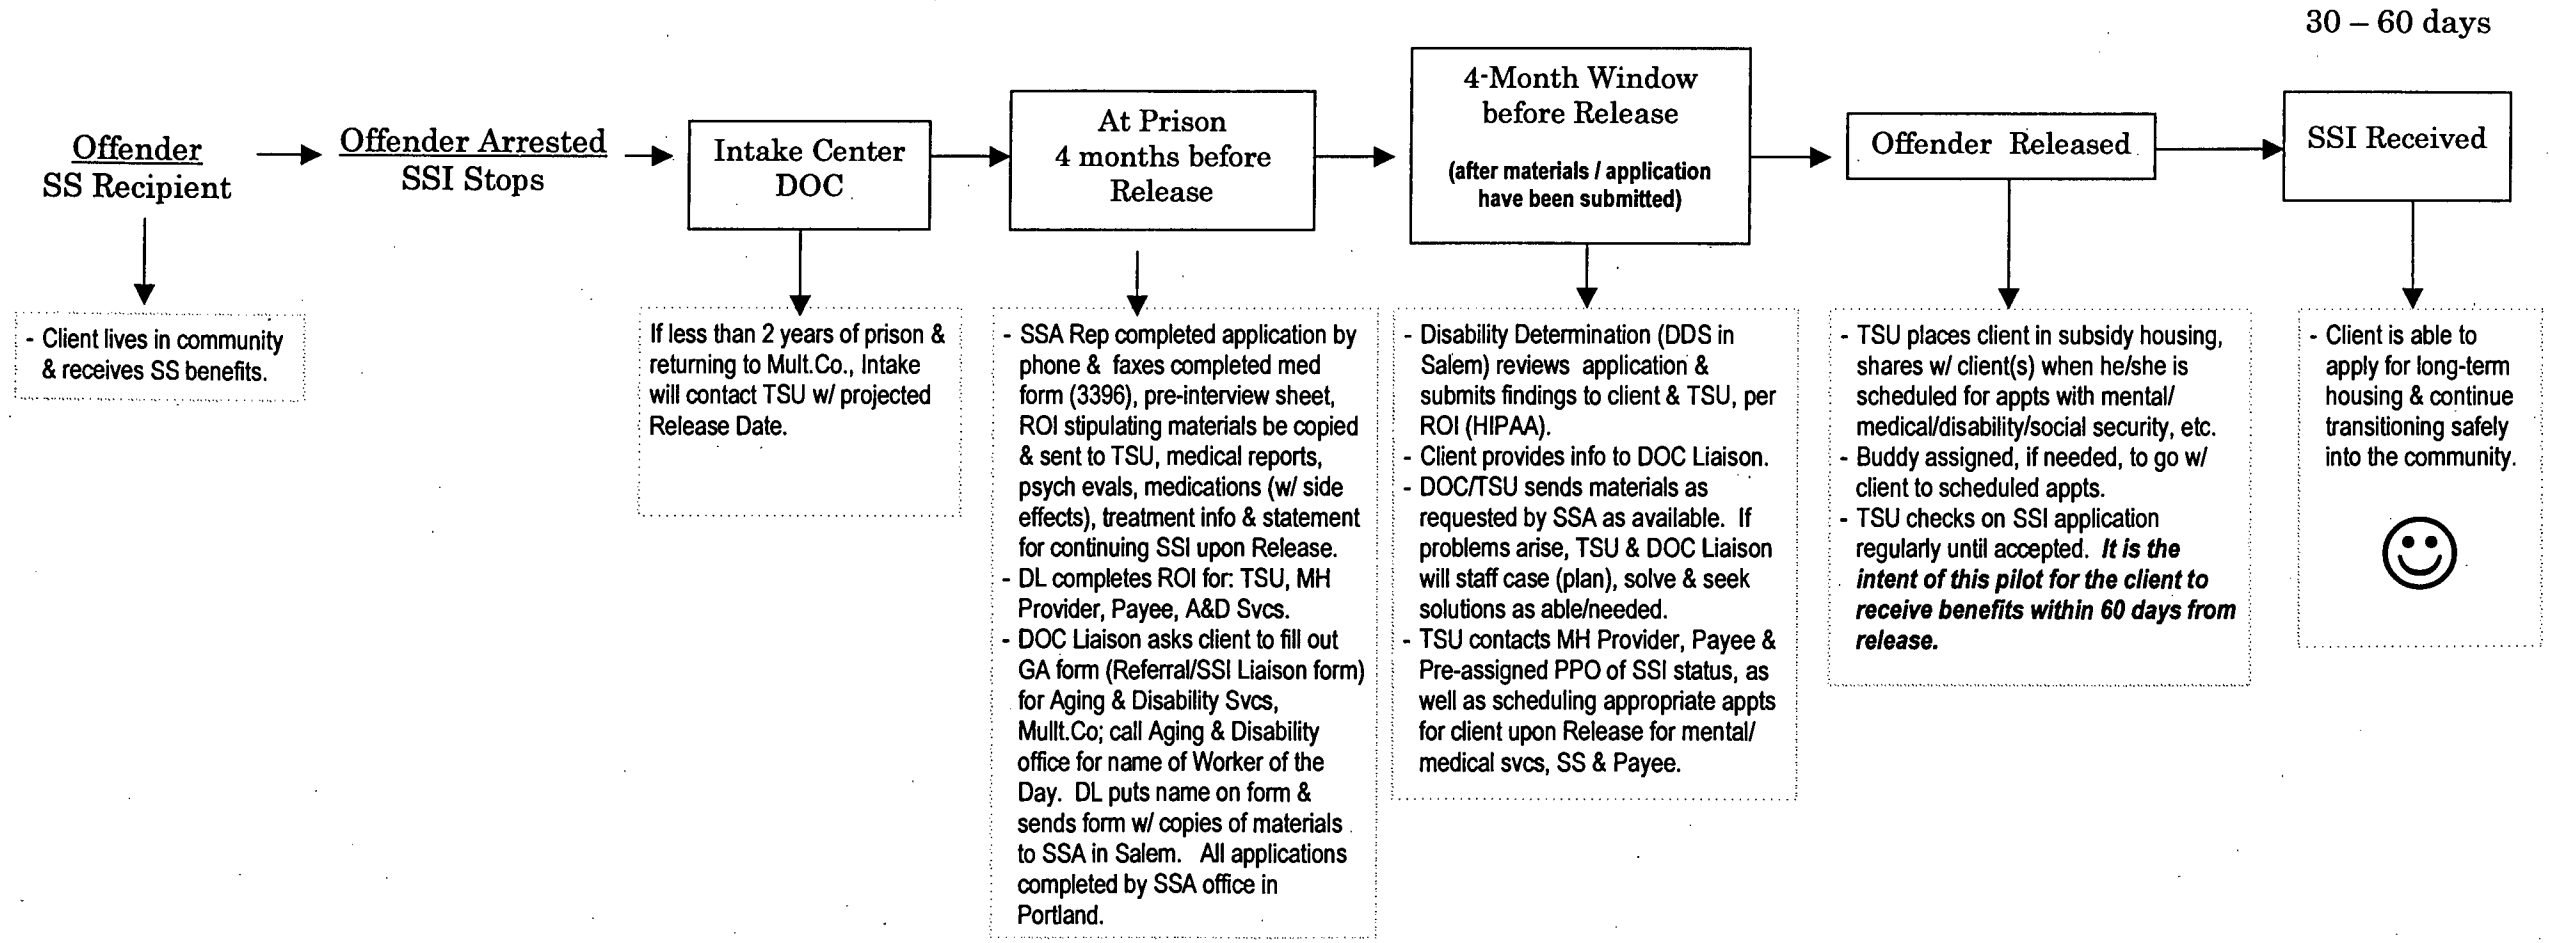 30 – 60 days
Offender
SS Recipient
Offender Arrested
SSI Stops
Intake Center
DOC
At Prison
4 months before
Release
4-Month Window
before Release
(after materials / application
have been submitted)
Offender Released
SSI Received
- Client lives in community
& receives SS benefits.
If less than 2 years of prison &
returning to Mult.Co., Intake
will contact TSU w/ projected
Release Date.
- SSA Rep completed application by
phone & faxes completed med
form (3396), pre-interview sheet,
ROI stipulating materials be copied
& sent to TSU, medical reports,
psych evals, medications (w/ side
effects), treatment info & statement
for continuing SSI upon Release.
- DL completes ROI for: TSU, MH
Provider, Payee, A&D Svcs.
- DOC Liaison asks client to fill out
GA form (Referral/SSI Liaison form)
for Aging & Disability Svcs,
Mullt.Co; call Aging & Disability
office for name of Worker of the
Day. DL puts name on form &
sends form w/ copies of materials
to SSA in Salem. All applications
completed by SSA office in
Portland.
- Disability Determination (DDS in
Salem) reviews application &
submits findings to client & TSU, per
ROI (HIPAA).
- Client provides info to DOC Liaison.
- DOC/TSU sends materials as
requested by SSA as available. If
problems arise, TSU & DOC Liaison
will staff case (plan), solve & seek
solutions as able/needed.
- TSU contacts MH Provider, Payee &
Pre-assigned PPO of SSI status, as
well as scheduling appropriate appts
for client upon Release for mental/
medical svcs, SS & Payee.
- TSU places client in subsidy housing,
shares w/ client(s) when he/she is
scheduled for appts with mental/
medical/disability/social security, etc.
- Buddy assigned, if needed, to go w/
client to scheduled appts.
- TSU checks on SSI application
regularly until accepted. It is the
intent of this pilot for the client to
receive benefits within 60 days from
release.
- Client is able to
apply for long-term
housing & continue
transitioning safely
into the community.